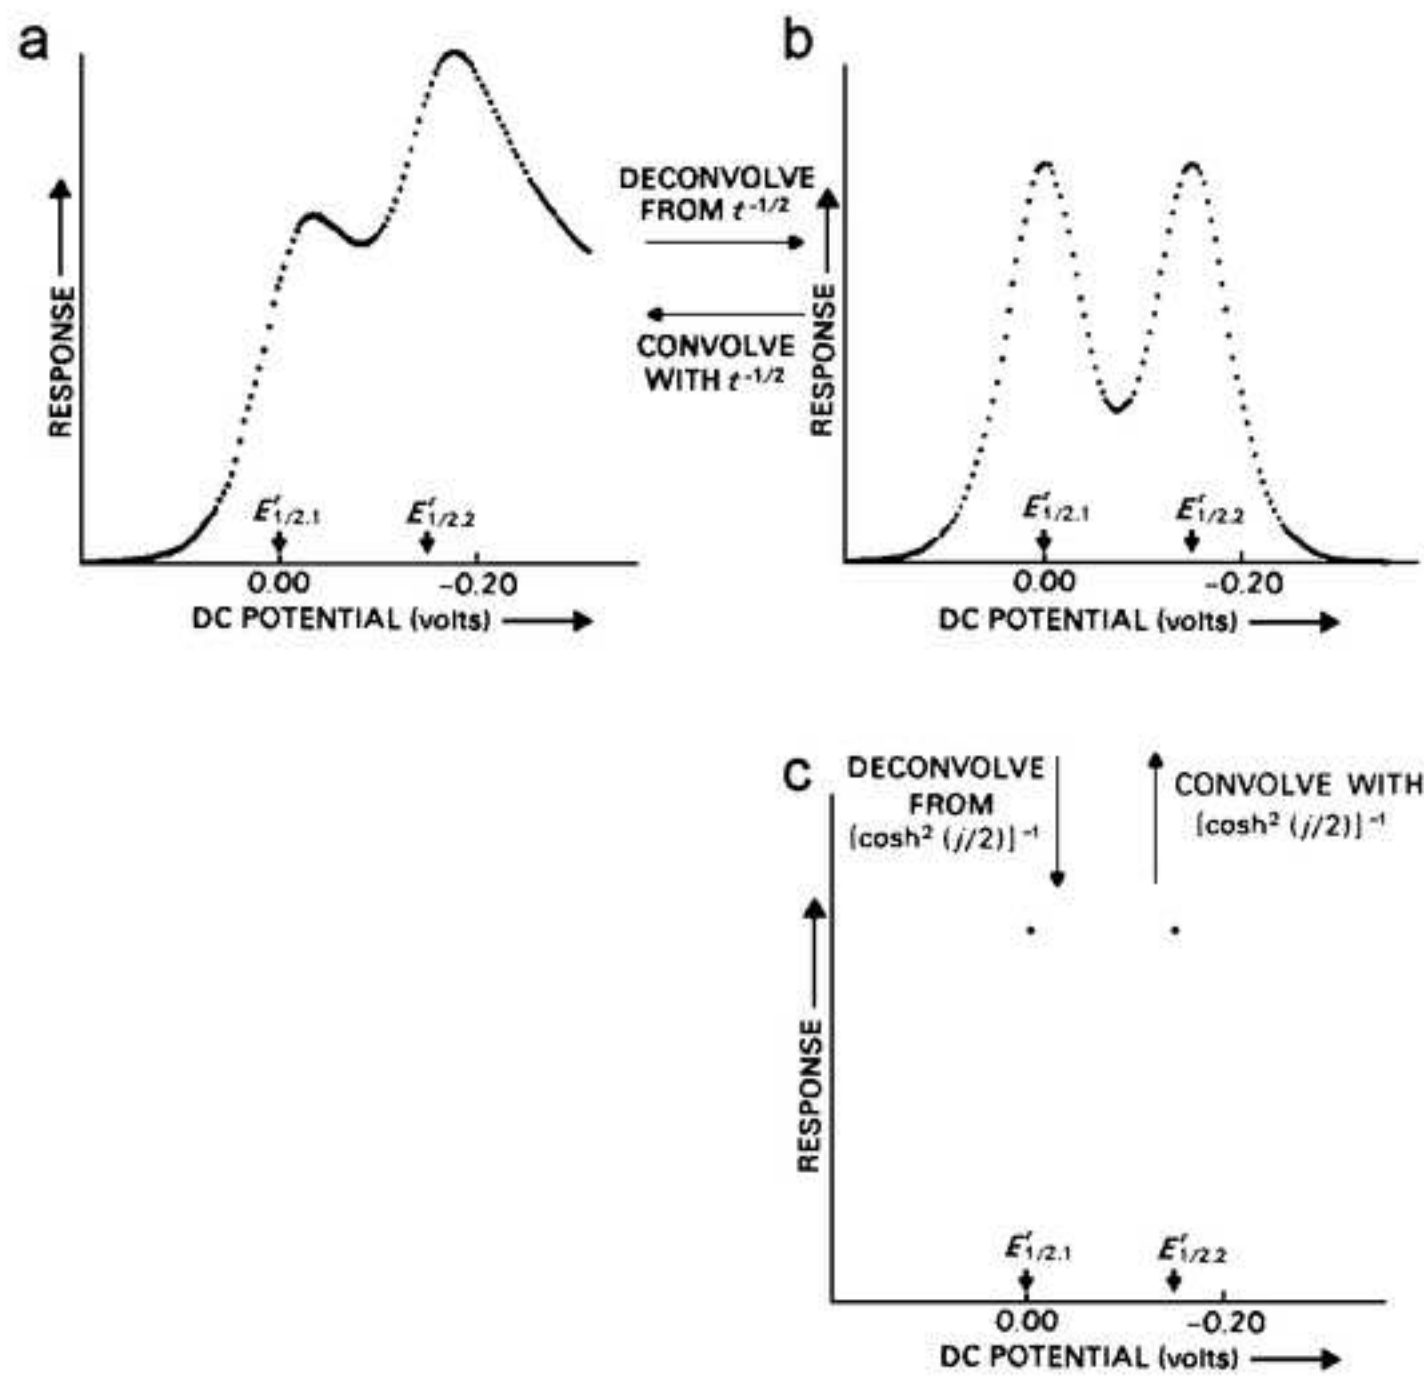 a
RESPONSE
E′1/2.1
E′1/2.2
0.00
-0.20
DC POTENTIAL (volts)
DECONVOLVE
FROM t -1/2
CONVOLVE
WITH t -1/2
b
RESPONSE
E′1/2.1
E′1/2.2
0.00
-0.20
DC POTENTIAL (volts)
c
DECONVOLVE
FROM
[cosh² (j/2)]⁻¹
CONVOLVE WITH
[cosh² (j/2)]⁻¹
RESPONSE
E′1/2.1
E′1/2.2
0.00
-0.20
DC POTENTIAL (volts)